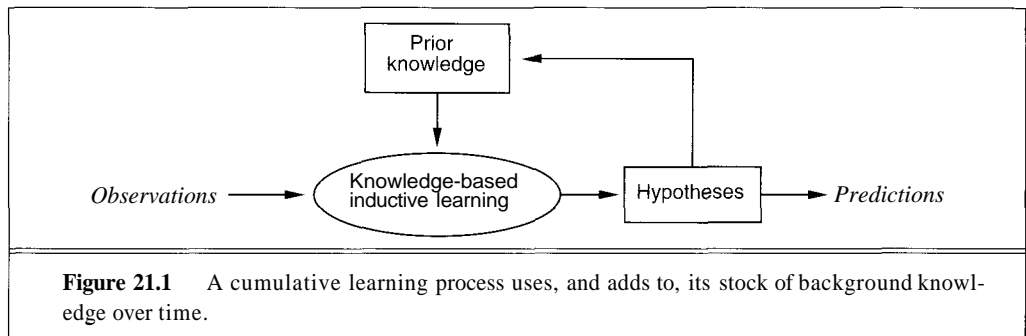 Prior
knowledge
Observations
Knowledge-based
inductive learning
Hypotheses
Predictions
Figure 21.1 A cumulative learning process uses, and adds to, its stock of background knowl-
edge over time.